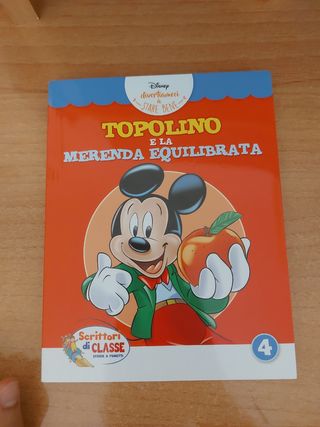 Disney
divertiamoci
a
STARE BENE
TOPOLINO
E LA
MERENDA EQUILIBRATA
Scrittori
di CLASSE
STORIE A FUMETTI
4